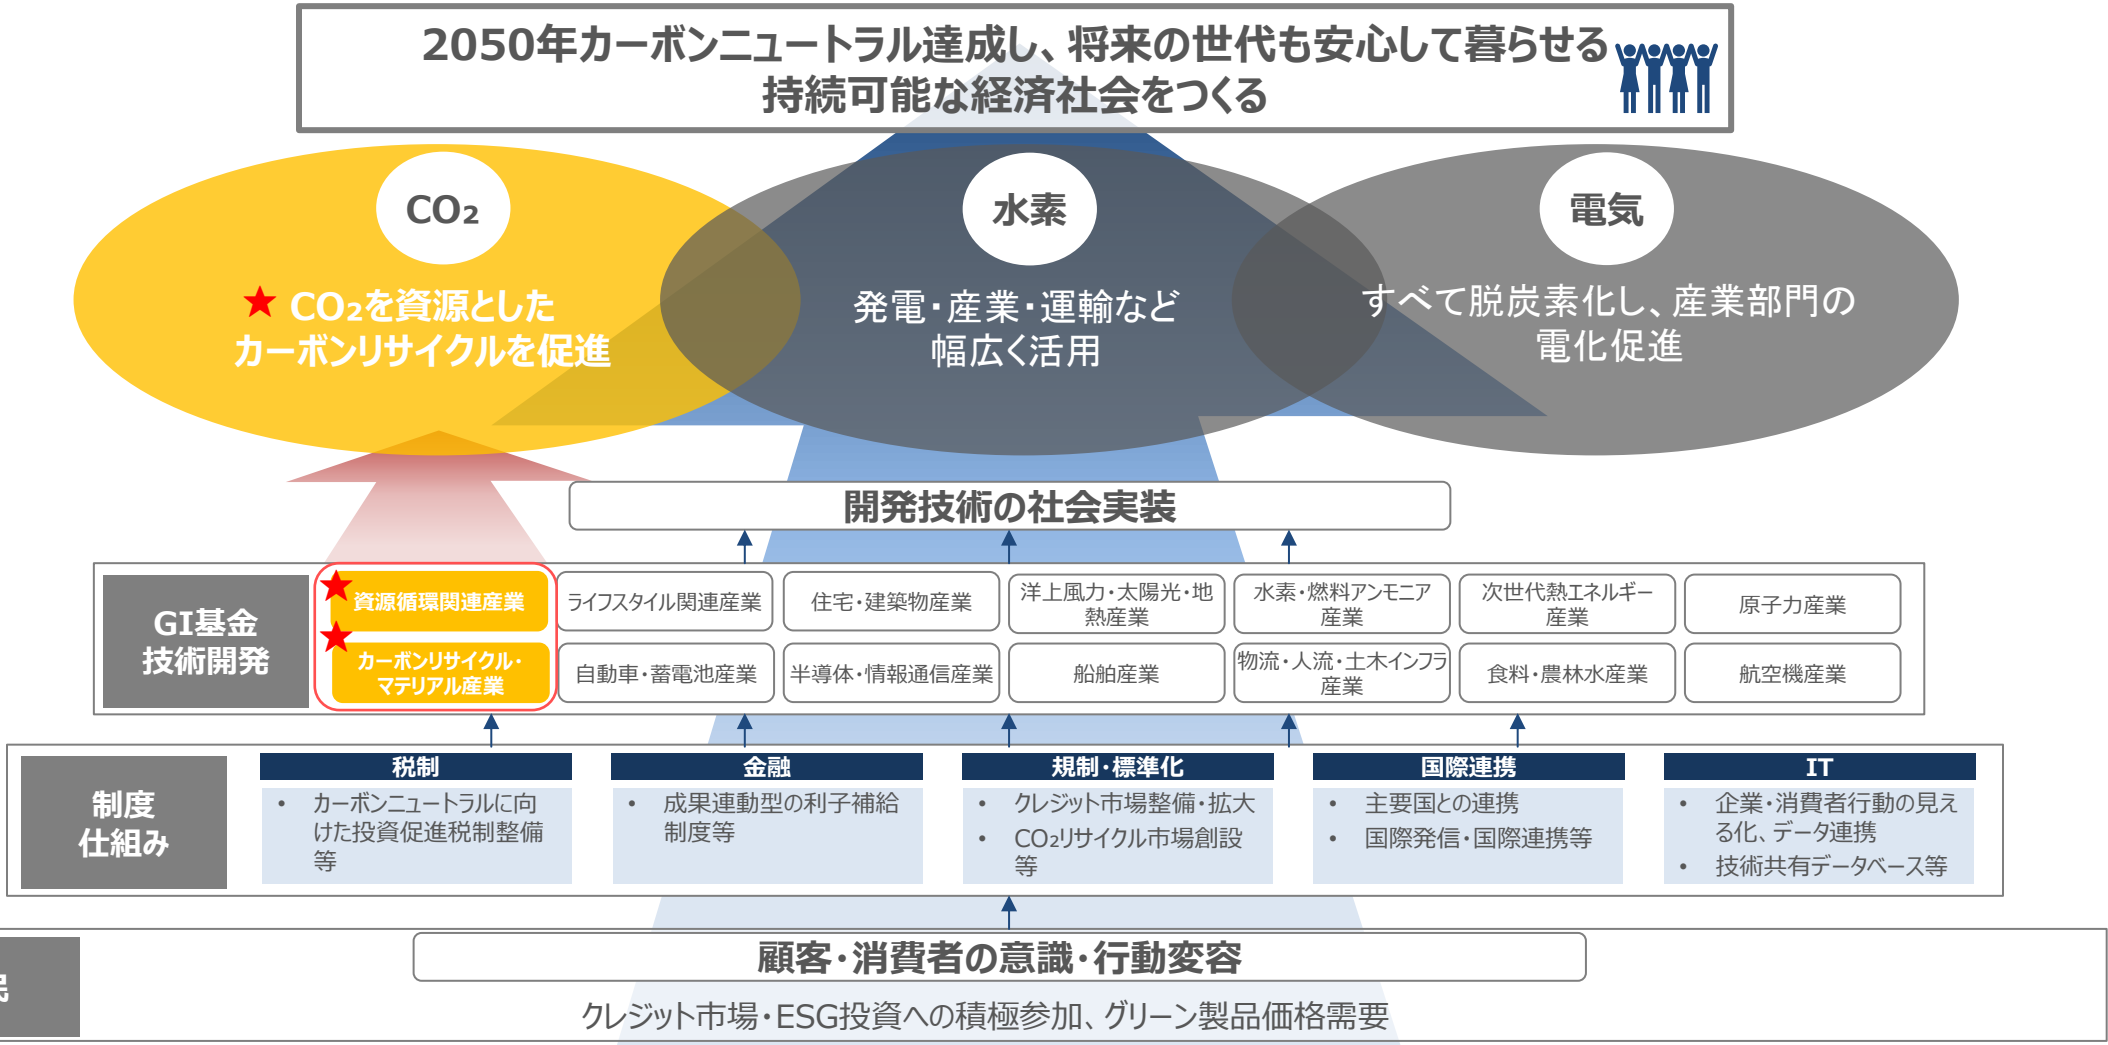 2050年カーボンニュートラル達成し、将来の世代も安心して暮らせる
持続可能な経済社会をつくる
CO₂
水素
電気
★ CO₂を資源とした
カーボンリサイクルを促進
発電・産業・運輸など
幅広く活用
すべて脱炭素化し、産業部門の
電化促進
開発技術の社会実装
GI基金
技術開発
資源循環関連産業
ライフスタイル関連産業
住宅・建築物産業
洋上風力・太陽光・地
熱産業
水素・燃料アンモニア
産業
次世代熱エネルギー
産業
原子力産業
カーボンリサイクル・
マテリアル産業
自動車・蓄電池産業
半導体・情報通信産業
船舶産業
物流・人流・土木インフラ
産業
食料・農林水産業
航空機産業
制度
仕組み
税制
• カーボンニュートラルに向
けた投資促進税制整備
等
金融
• 成果連動型の利子補給
制度等
規制・標準化
• クレジット市場整備・拡大
• CO₂リサイクル市場創設
等
国際連携
• 主要国との連携
• 国際発信・国際連携等
IT
• 企業・消費者行動の見え
る化、データ連携
• 技術共有データベース等
顧客・消費者の意識・行動変容
クレジット市場・ESG投資への積極参加、グリーン製品価格需要